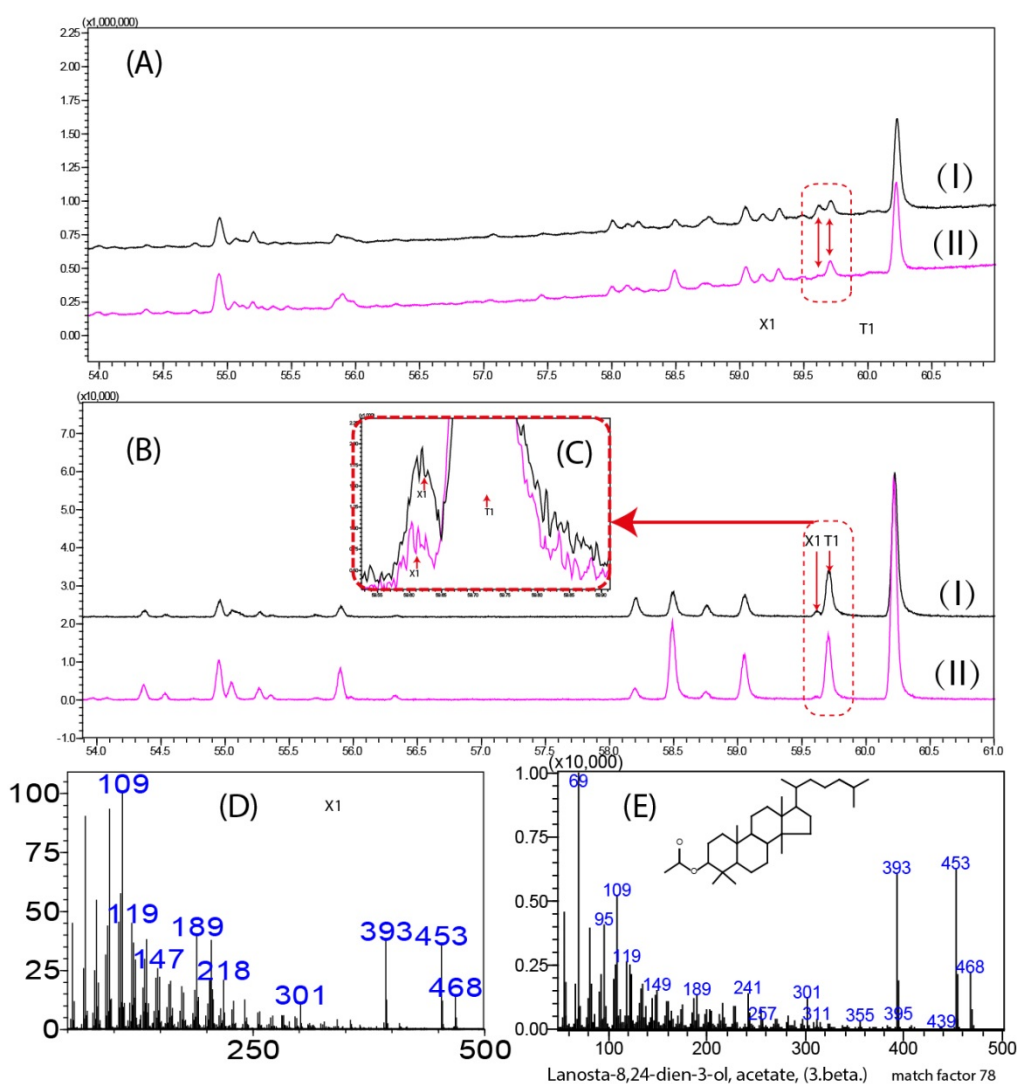 (x1,000,000)
2.25
(A)
2.00
1.75
1.50
1.25
1.00
(I)
0.75
(II)
0.50
0.25
X1 T1
0.00
54.0 54.5 55.0 55.5 56.0 56.5 57.0 57.5 58.0 58.5 59.0 59.5 60.0 60.5
(x10,000)
7.0
(B)
(C)
6.0
X1
T1
X1
5.0
X1 T1
4.0
3.0
(I)
2.0
1.0
(II)
0.0
-1.0
54.0 54.5 55.0 55.5 56.0 56.5 57.0 57.5 58.0 58.5 59.0 59.5 60.0 60.5 61.0
100
109
(D)
X1
75
50
119
189
393
453
147
25
218
301
468
0
250
500
(x10,000)
1.00
69
(E)
O
O
0.75
393
453
109
0.50
95
119
0.25
149
189
241
257
301
311
355
395
439
468
0.00
100 200 300 400 500
Lanosta-8,24-dien-3-ol, acetate, (3.beta.) match factor 78